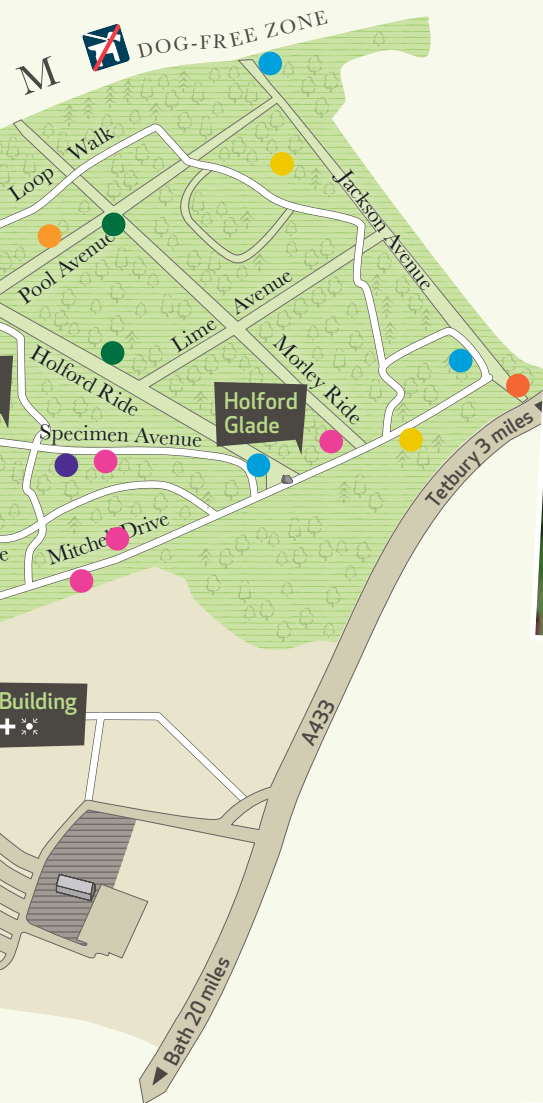 M
DOG-FREE ZONE
Loop Walk
Jackson Avenue
Pool Avenue
Lime Avenue
Holford Ride
Morley Ride
Holford
Glade
Specimen Avenue
Tetbury 3 miles
Mitchell Drive
e
Building
A433
Bath 20 miles